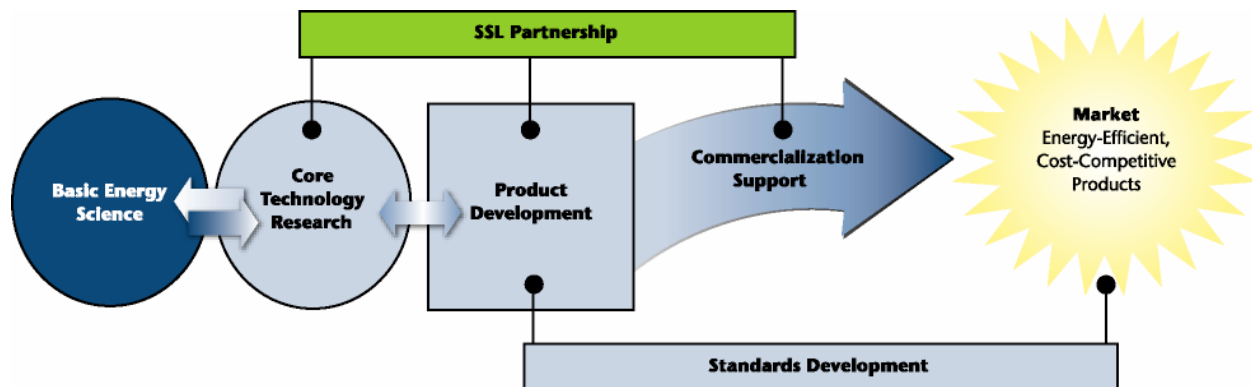 SSL Partnership
Basic Energy
Science
Core
Technology
Research
Product
Development
Commercialization
Support
Market
Energy-Efficient,
Cost-Competitive
Products
Standards Development